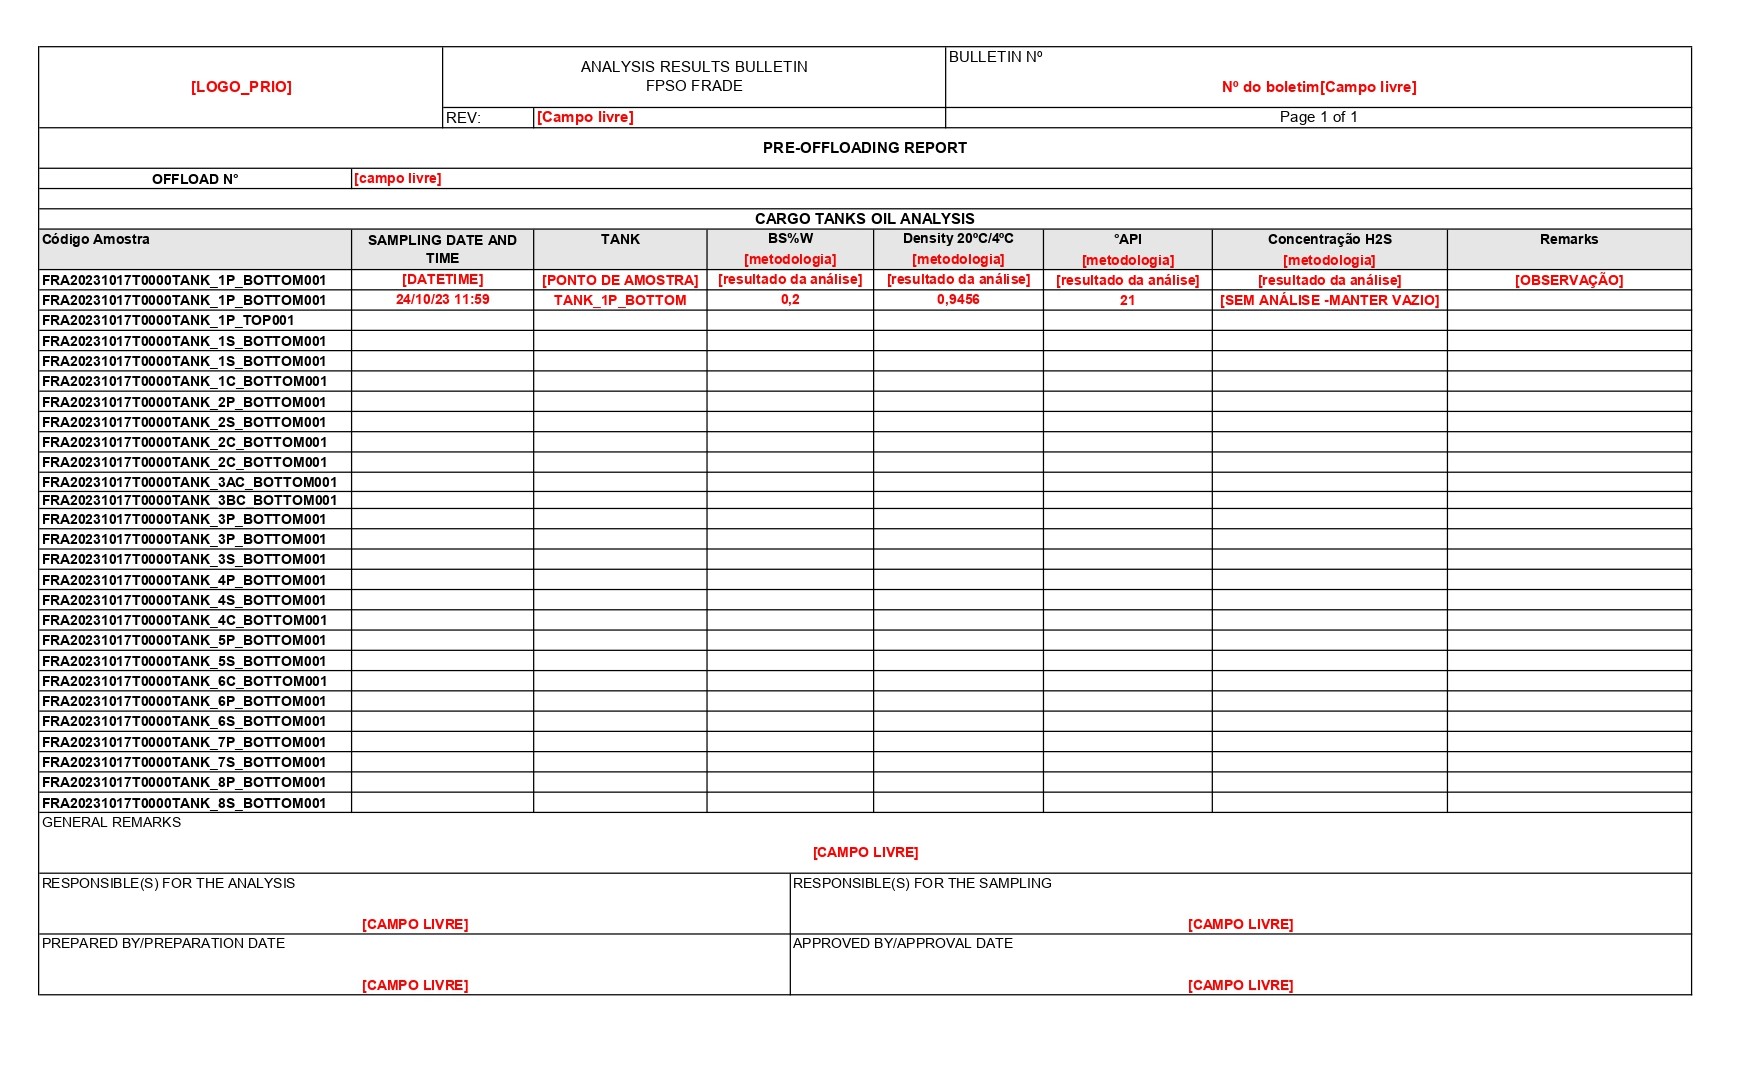 [LOGO_PRIO]
ANALYSIS RESULTS BULLETIN
FPSO FRADE
BULLETIN Nº
Nº do boletim[Campo livre]
REV:
[Campo livre]
Page 1 of 1
PRE-OFFLOADING REPORT
OFFLOAD N° [campo livre]
CARGO TANKS OIL ANALYSIS
Código Amostra
SAMPLING DATE AND
TIME
TANK
BS%W
[metodologia]
Density 20ºC/4ºC
[metodologia]
°API
[metodologia]
Concentração H2S
[metodologia]
Remarks
FRA20231017T0000TANK_1P_BOTTOM001 [DATETIME] [PONTO DE AMOSTRA] [resultado da análise] [resultado da análise] [resultado da análise] [resultado da análise] [OBSERVAÇÃO]
FRA20231017T0000TANK_1P_BOTTOM001 24/10/23 11:59 TANK_1P_BOTTOM 0,2 0,9456 21 [SEM ANÁLISE -MANTER VAZIO]
FRA20231017T0000TANK_1P_TOP001
FRA20231017T0000TANK_1S_BOTTOM001
FRA20231017T0000TANK_1S_BOTTOM001
FRA20231017T0000TANK_1C_BOTTOM001
FRA20231017T0000TANK_2P_BOTTOM001
FRA20231017T0000TANK_2S_BOTTOM001
FRA20231017T0000TANK_2C_BOTTOM001
FRA20231017T0000TANK_2C_BOTTOM001
FRA20231017T0000TANK_3AC_BOTTOM001
FRA20231017T0000TANK_3BC_BOTTOM001
FRA20231017T0000TANK_3P_BOTTOM001
FRA20231017T0000TANK_3P_BOTTOM001
FRA20231017T0000TANK_3S_BOTTOM001
FRA20231017T0000TANK_4P_BOTTOM001
FRA20231017T0000TANK_4S_BOTTOM001
FRA20231017T0000TANK_4C_BOTTOM001
FRA20231017T0000TANK_5P_BOTTOM001
FRA20231017T0000TANK_5S_BOTTOM001
FRA20231017T0000TANK_6C_BOTTOM001
FRA20231017T0000TANK_6P_BOTTOM001
FRA20231017T0000TANK_6S_BOTTOM001
FRA20231017T0000TANK_7P_BOTTOM001
FRA20231017T0000TANK_7S_BOTTOM001
FRA20231017T0000TANK_8P_BOTTOM001
FRA20231017T0000TANK_8S_BOTTOM001
GENERAL REMARKS
[CAMPO LIVRE]
RESPONSIBLE(S) FOR THE ANALYSIS
[CAMPO LIVRE]
RESPONSIBLE(S) FOR THE SAMPLING
[CAMPO LIVRE]
PREPARED BY/PREPARATION DATE
[CAMPO LIVRE]
APPROVED BY/APPROVAL DATE
[CAMPO LIVRE]